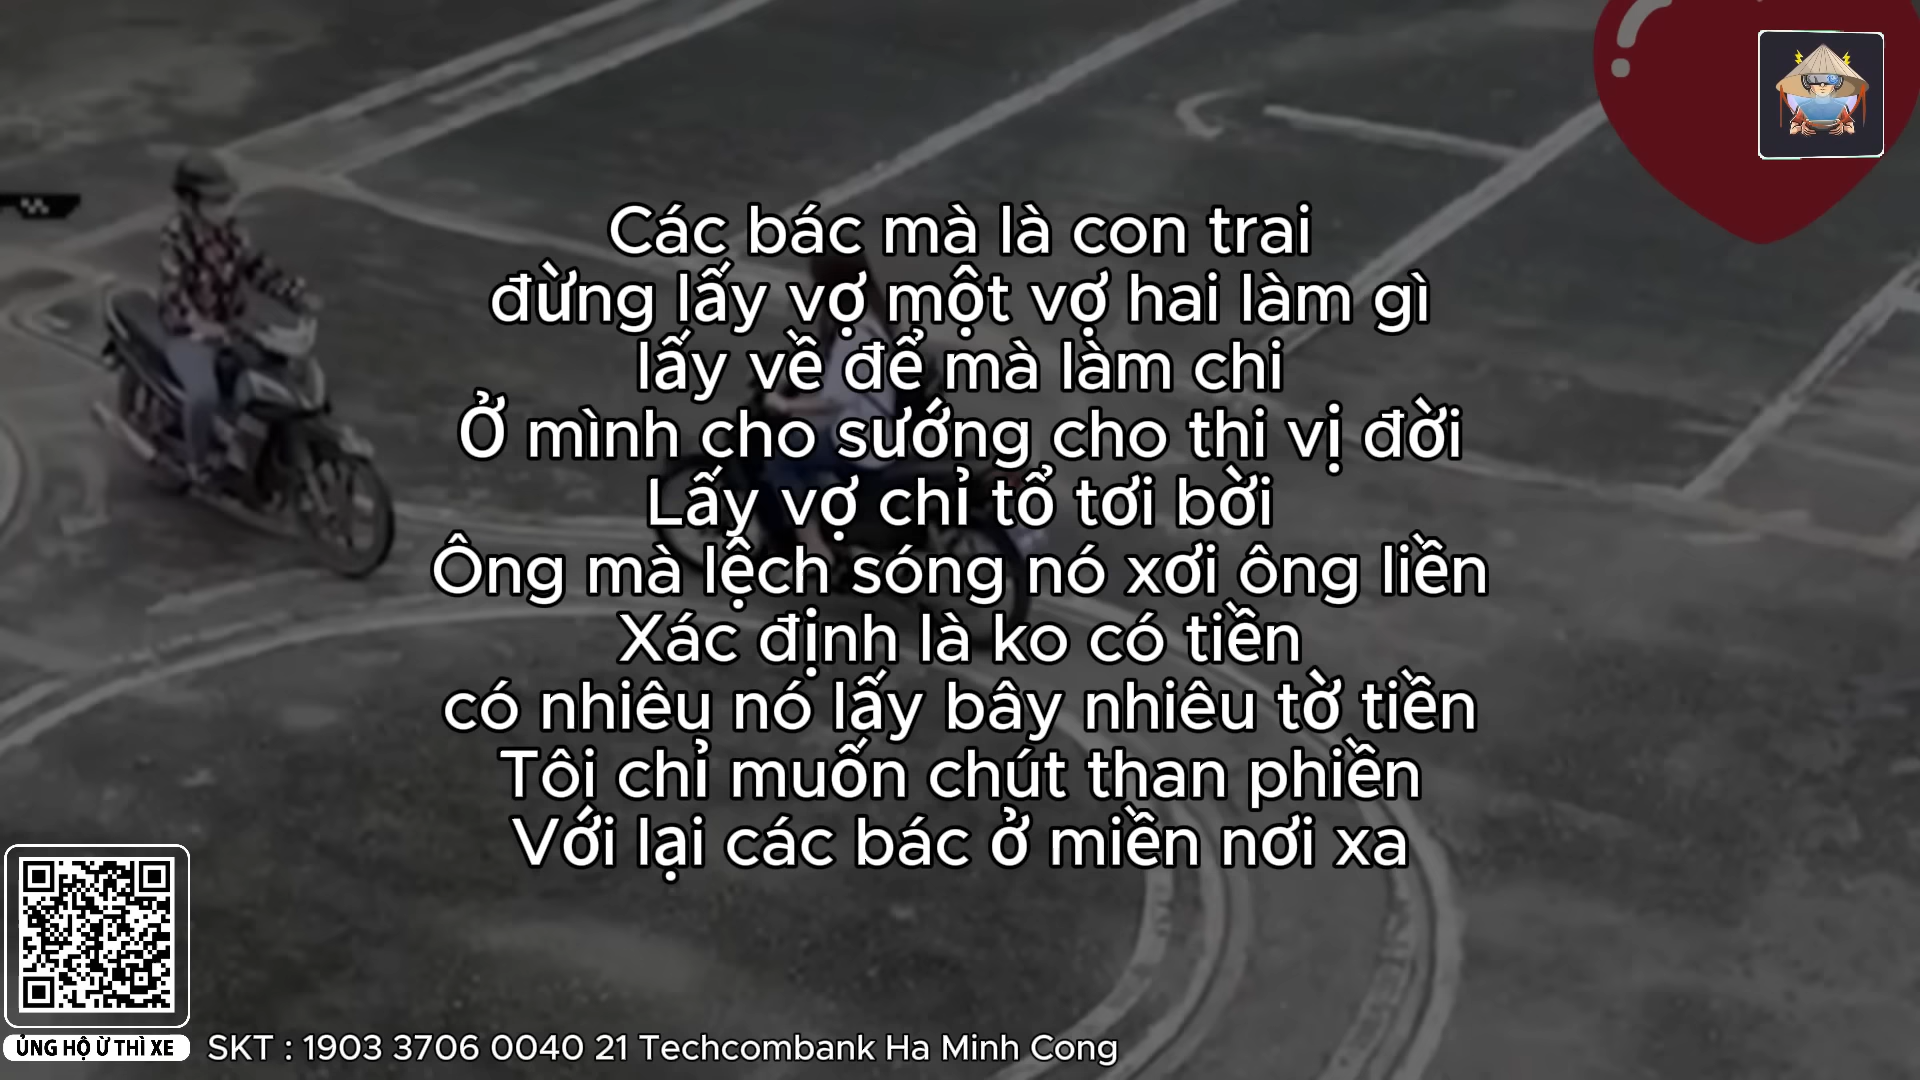 Các bác mà là con trai
đừng lấy vợ một vợ hai làm gì
lấy về để mà làm chi
Ở mình cho sướng cho thi vị đời
Lấy vợ chỉ tổ tơi bời
Ông mà lệch sóng nó xơi ông liền
Xác định là ko có tiền
có nhiêu nó lấy bây nhiêu tờ tiền
Tôi chỉ muốn chút than phiền
Với lại các bác ở miền nơi xa
ỦNG HỘ Ừ THÌ XE
SKT : 1903 3706 0040 21 Techcombank Ha Minh Cong